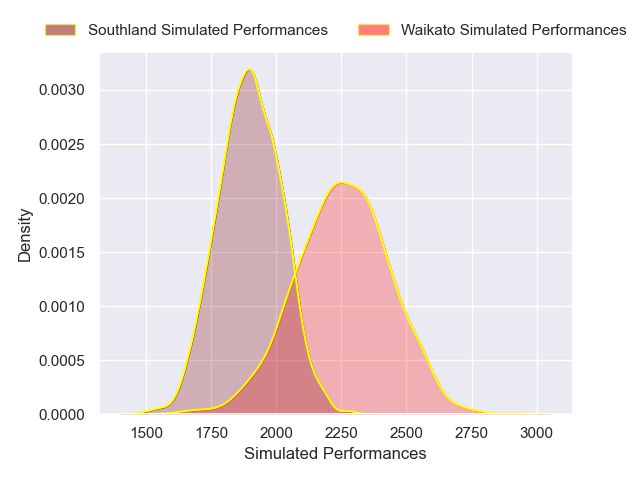 Southland Simulated Performances Waikato Simulated Performances
0.0030
0.0025
0.0020
0.0015
0.0010
0.0005
0.0000
Density
1500 1750 2000 2250 2500 2750 3000
Simulated Performances